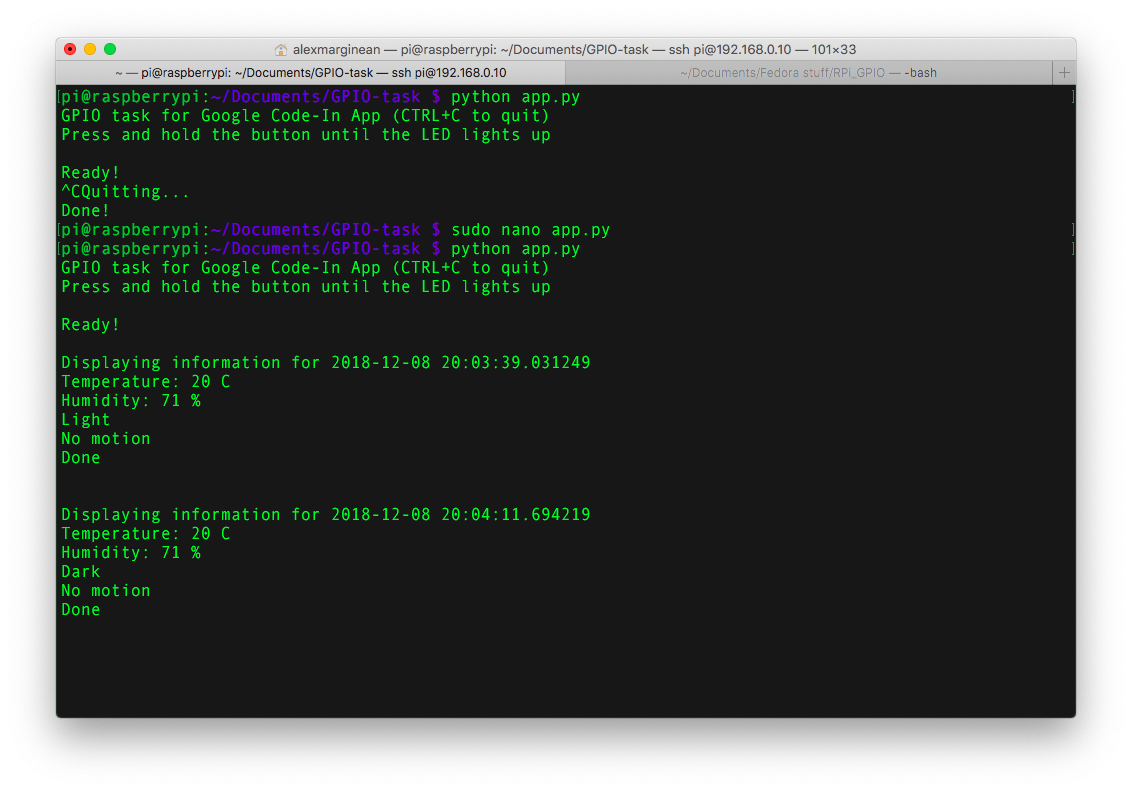 alexmarginean — pi@raspberrypi: ~/Documents/GPIO-task — ssh pi@192.168.0.10 — 101×33
~ — pi@raspberrypi: ~/Documents/GPIO-task — ssh pi@192.168.0.10
~/Documents/Fedora stuff/RPi_GPIO — -bash
[pi@raspberrypi:~/Documents/GPIO-task $ python app.py ]
GPIO task for Google Code-In App (CTRL+C to quit)
Press and hold the button until the LED lights up
Ready!
^CQuitting...
Done!
[pi@raspberrypi:~/Documents/GPIO-task $ sudo nano app.py ]
[pi@raspberrypi:~/Documents/GPIO-task $ python app.py ]
GPIO task for Google Code-In App (CTRL+C to quit)
Press and hold the button until the LED lights up
Ready!
Displaying information for 2018-12-08 20:03:39.031249
Temperature: 20 C
Humidity: 71 %
Light
No motion
Done
Displaying information for 2018-12-08 20:04:11.694219
Temperature: 20 C
Humidity: 71 %
Dark
No motion
Done